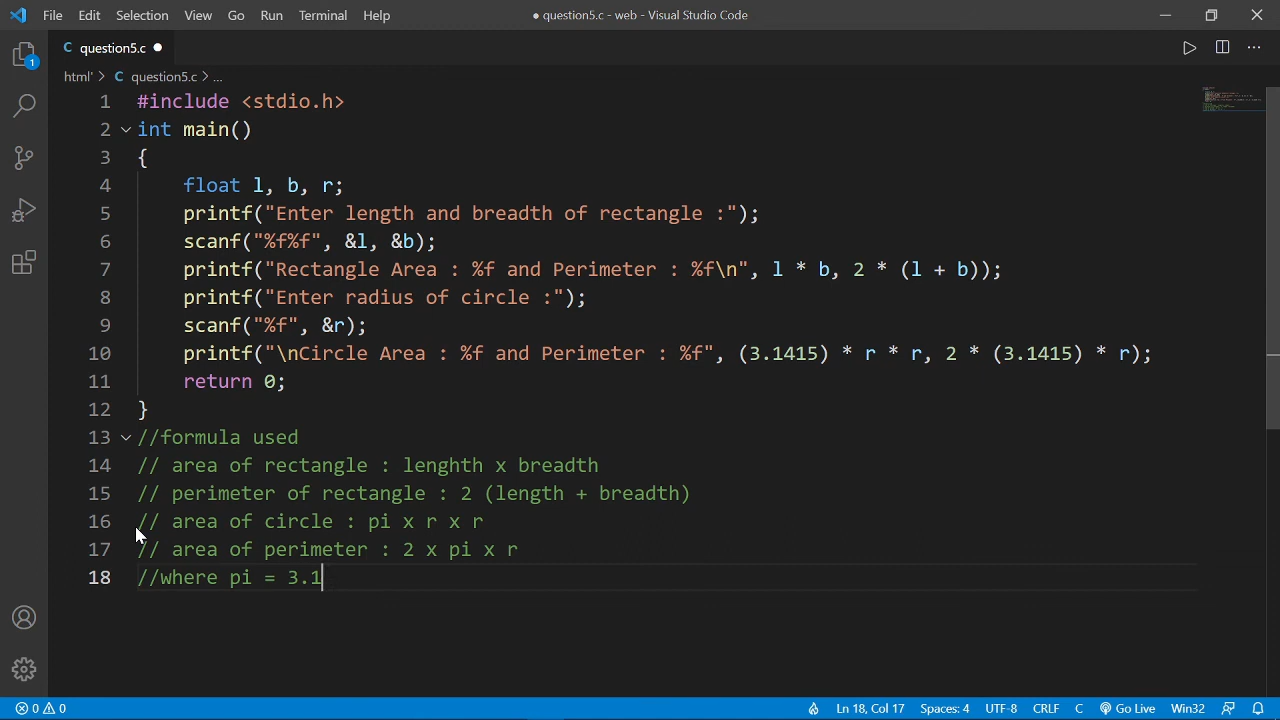 File Edit Selection View Go Run Terminal Help ● question5.c - web - Visual Studio Code
C question5.c ●
html' > C question5.c > ...
1 #include <stdio.h>
2 int main()
3 {
4 float l, b, r;
5 printf("Enter length and breadth of rectangle :");
6 scanf("%f%f", &l, &b);
7 printf("Rectangle Area : %f and Perimeter : %f\n", l * b, 2 * (l + b));
8 printf("Enter radius of circle :");
9 scanf("%f", &r);
10 printf("\nCircle Area : %f and Perimeter : %f", (3.1415) * r * r, 2 * (3.1415) * r);
11 return 0;
12 }
13 //formula used
14 // area of rectangle : lenghth x breadth
15 // perimeter of rectangle : 2 (length + breadth)
16 // area of circle : pi x r x r
17 // area of perimeter : 2 x pi x r
18 //where pi = 3.1
1
0 0 Ln 18, Col 17 Spaces: 4 UTF-8 CRLF C Go Live Win32